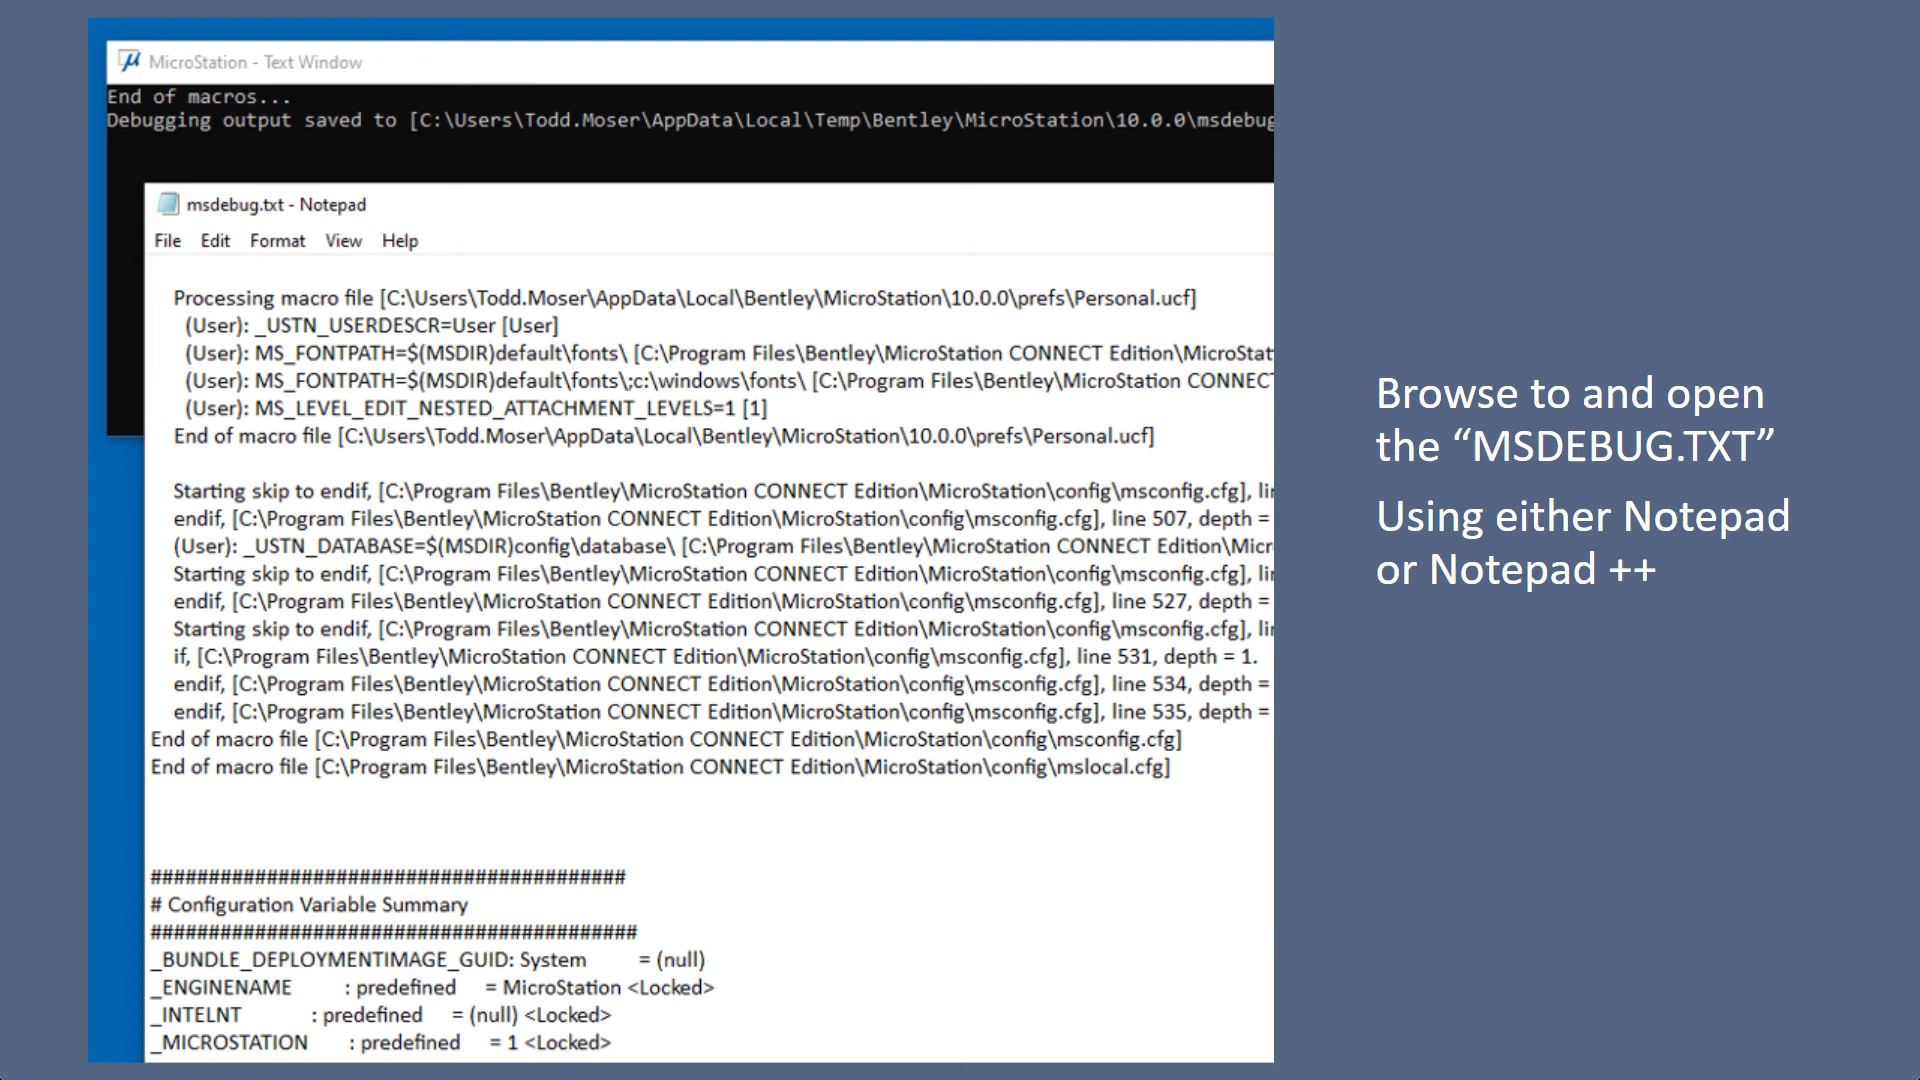 MicroStation - Text Window
End of macros...
Debugging output saved to [C:\Users\Todd.Moser\AppData\Local\Temp\Bentley\MicroStation\10.0.0\msdebug
msdebug.txt - Notepad
File Edit Format View Help
Processing macro file [C:\Users\Todd.Moser\AppData\Local\Bentley\MicroStation\10.0.0\prefs\Personal.ucf]
(User): _USTN_USERDESCR=User [User]
(User): MS_FONTPATH=$(MSDIR)default\fonts\ [C:\Program Files\Bentley\MicroStation CONNECT Edition\MicroStat
(User): MS_FONTPATH=$(MSDIR)default\fonts\;c:\windows\fonts\ [C:\Program Files\Bentley\MicroStation CONNECT
(User): MS_LEVEL_EDIT_NESTED_ATTACHMENT_LEVELS=1 [1]
End of macro file [C:\Users\Todd.Moser\AppData\Local\Bentley\MicroStation\10.0.0\prefs\Personal.ucf]
Starting skip to endif, [C:\Program Files\Bentley\MicroStation CONNECT Edition\MicroStation\config\msconfig.cfg], lin
endif, [C:\Program Files\Bentley\MicroStation CONNECT Edition\MicroStation\config\msconfig.cfg], line 507, depth =
(User): _USTN_DATABASE=$(MSDIR)config\database\ [C:\Program Files\Bentley\MicroStation CONNECT Edition\Micr
Starting skip to endif, [C:\Program Files\Bentley\MicroStation CONNECT Edition\MicroStation\config\msconfig.cfg], lin
endif, [C:\Program Files\Bentley\MicroStation CONNECT Edition\MicroStation\config\msconfig.cfg], line 527, depth =
Starting skip to endif, [C:\Program Files\Bentley\MicroStation CONNECT Edition\MicroStation\config\msconfig.cfg], lin
if, [C:\Program Files\Bentley\MicroStation CONNECT Edition\MicroStation\config\msconfig.cfg], line 531, depth = 1.
endif, [C:\Program Files\Bentley\MicroStation CONNECT Edition\MicroStation\config\msconfig.cfg], line 534, depth =
endif, [C:\Program Files\Bentley\MicroStation CONNECT Edition\MicroStation\config\msconfig.cfg], line 535, depth =
End of macro file [C:\Program Files\Bentley\MicroStation CONNECT Edition\MicroStation\config\msconfig.cfg]
End of macro file [C:\Program Files\Bentley\MicroStation CONNECT Edition\MicroStation\config\mslocal.cfg]
#########################################
# Configuration Variable Summary
##########################################
_BUNDLE_DEPLOYMENTIMAGE_GUID: System = (null)
_ENGINENAME : predefined = MicroStation <Locked>
_INTELNT : predefined = (null) <Locked>
_MICROSTATION : predefined = 1 <Locked>
Browse to and open
the “MSDEBUG.TXT”
Using either Notepad
or Notepad ++